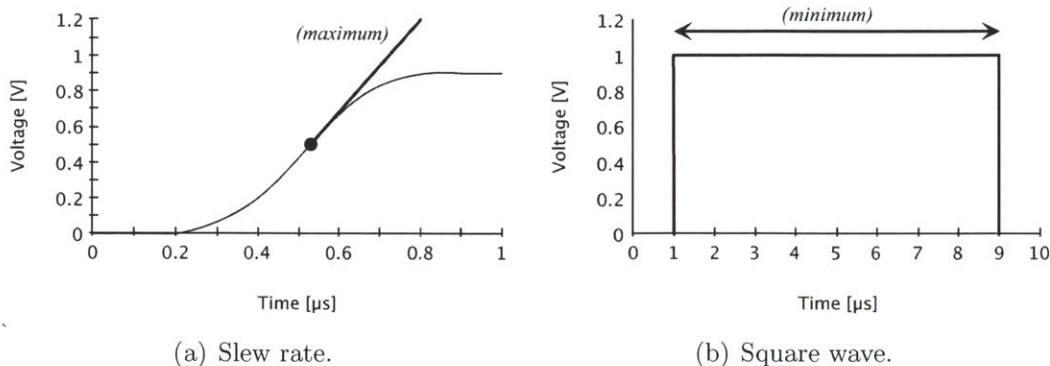 (maximum)
1.2
1
0.8
0.6
0.4
0.2
0
Voltage [V]
0 0.2 0.4 0.6 0.8 1
Time [µs]
(a) Slew rate.
(minimum)
1.2
1
0.8
0.6
0.4
0.2
0
Voltage [V]
0 1 2 3 4 5 6 7 8 9 10
Time [µs]
(b) Square wave.